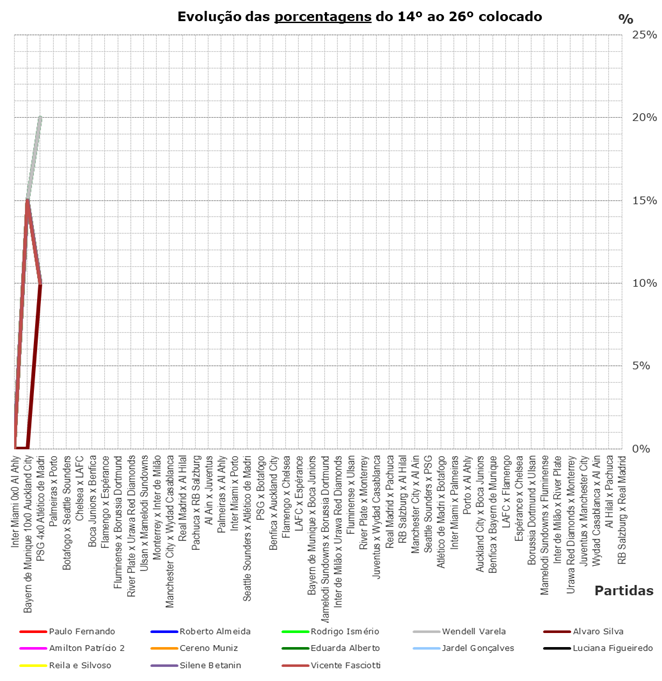 Evolução das porcentagens do 14º ao 26º colocado
%
25%
20%
15%
10%
5%
0%
Inter Miami 0x0 Al Ahly
Bayern de Munique 10x0 Auckland City
PSG 4x0 Atlético de Madri
Palmeiras x Porto
Botafogo x Seattle Sounders
Chelsea x LAFC
Boca Juniors x Benfica
Flamengo x Espérance
Fluminense x Borussia Dortmund
River Plate x Urawa Red Diamonds
Ulsan x Mamelodi Sundowns
Monterrey x Inter de Milão
Manchester City x Wydad Casablanca
Real Madrid x Al Hilal
Pachuca x RB Salzburg
Al Ain x Juventus
Palmeiras x Al Ahly
Inter Miami x Porto
Seattle Sounders x Atlético de Madri
PSG x Botafogo
Benfica x Auckland City
Flamengo x Chelsea
LAFC x Espérance
Bayern de Munique x Boca Juniors
Mamelodi Sundowns x Borussia Dortmund
Inter de Milão x Urawa Red Diamonds
Fluminense x Ulsan
River Plate x Monterrey
Juventus x Wydad Casablanca
Real Madrid x Pachuca
RB Salzburg x Al Hilal
Manchester City x Al Ain
Seattle Sounders x PSG
Atlético de Madri x Botafogo
Inter Miami x Palmeiras
Porto x Al Ahly
Auckland City x Boca Juniors
Benfica x Bayern de Munique
LAFC x Flamengo
Espérance x Chelsea
Borussia Dortmund x Ulsan
Mamelodi Sundowns x Fluminense
Inter de Milão x River Plate
Urawa Red Diamonds x Monterrey
Juventus x Manchester City
Wydad Casablanca x Al Ain
Al Hilal x Pachuca
RB Salzburg x Real Madrid
Partidas
Paulo Fernando Roberto Almeida Rodrigo Ismério Wendell Varela Alvaro Silva
Amilton Patrício 2 Cereno Muniz Eduarda Alberto Jardel Gonçalves Luciana Figueiredo
Reila e Silvoso Silene Betanin Vicente Fasciotti